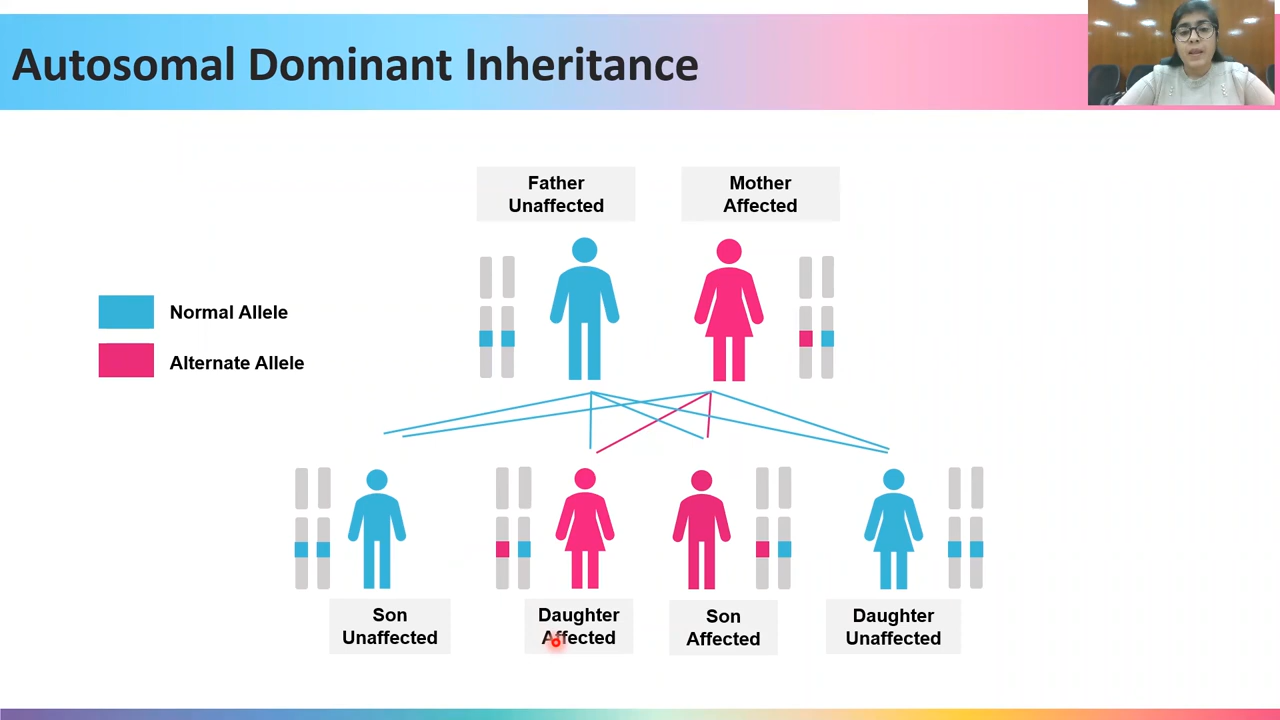 Autosomal Dominant Inheritance
Father
Unaffected
Mother
Affected
Normal Allele
Alternate Allele
Son
Unaffected
Daughter
Affected
Son
Affected
Daughter
Unaffected